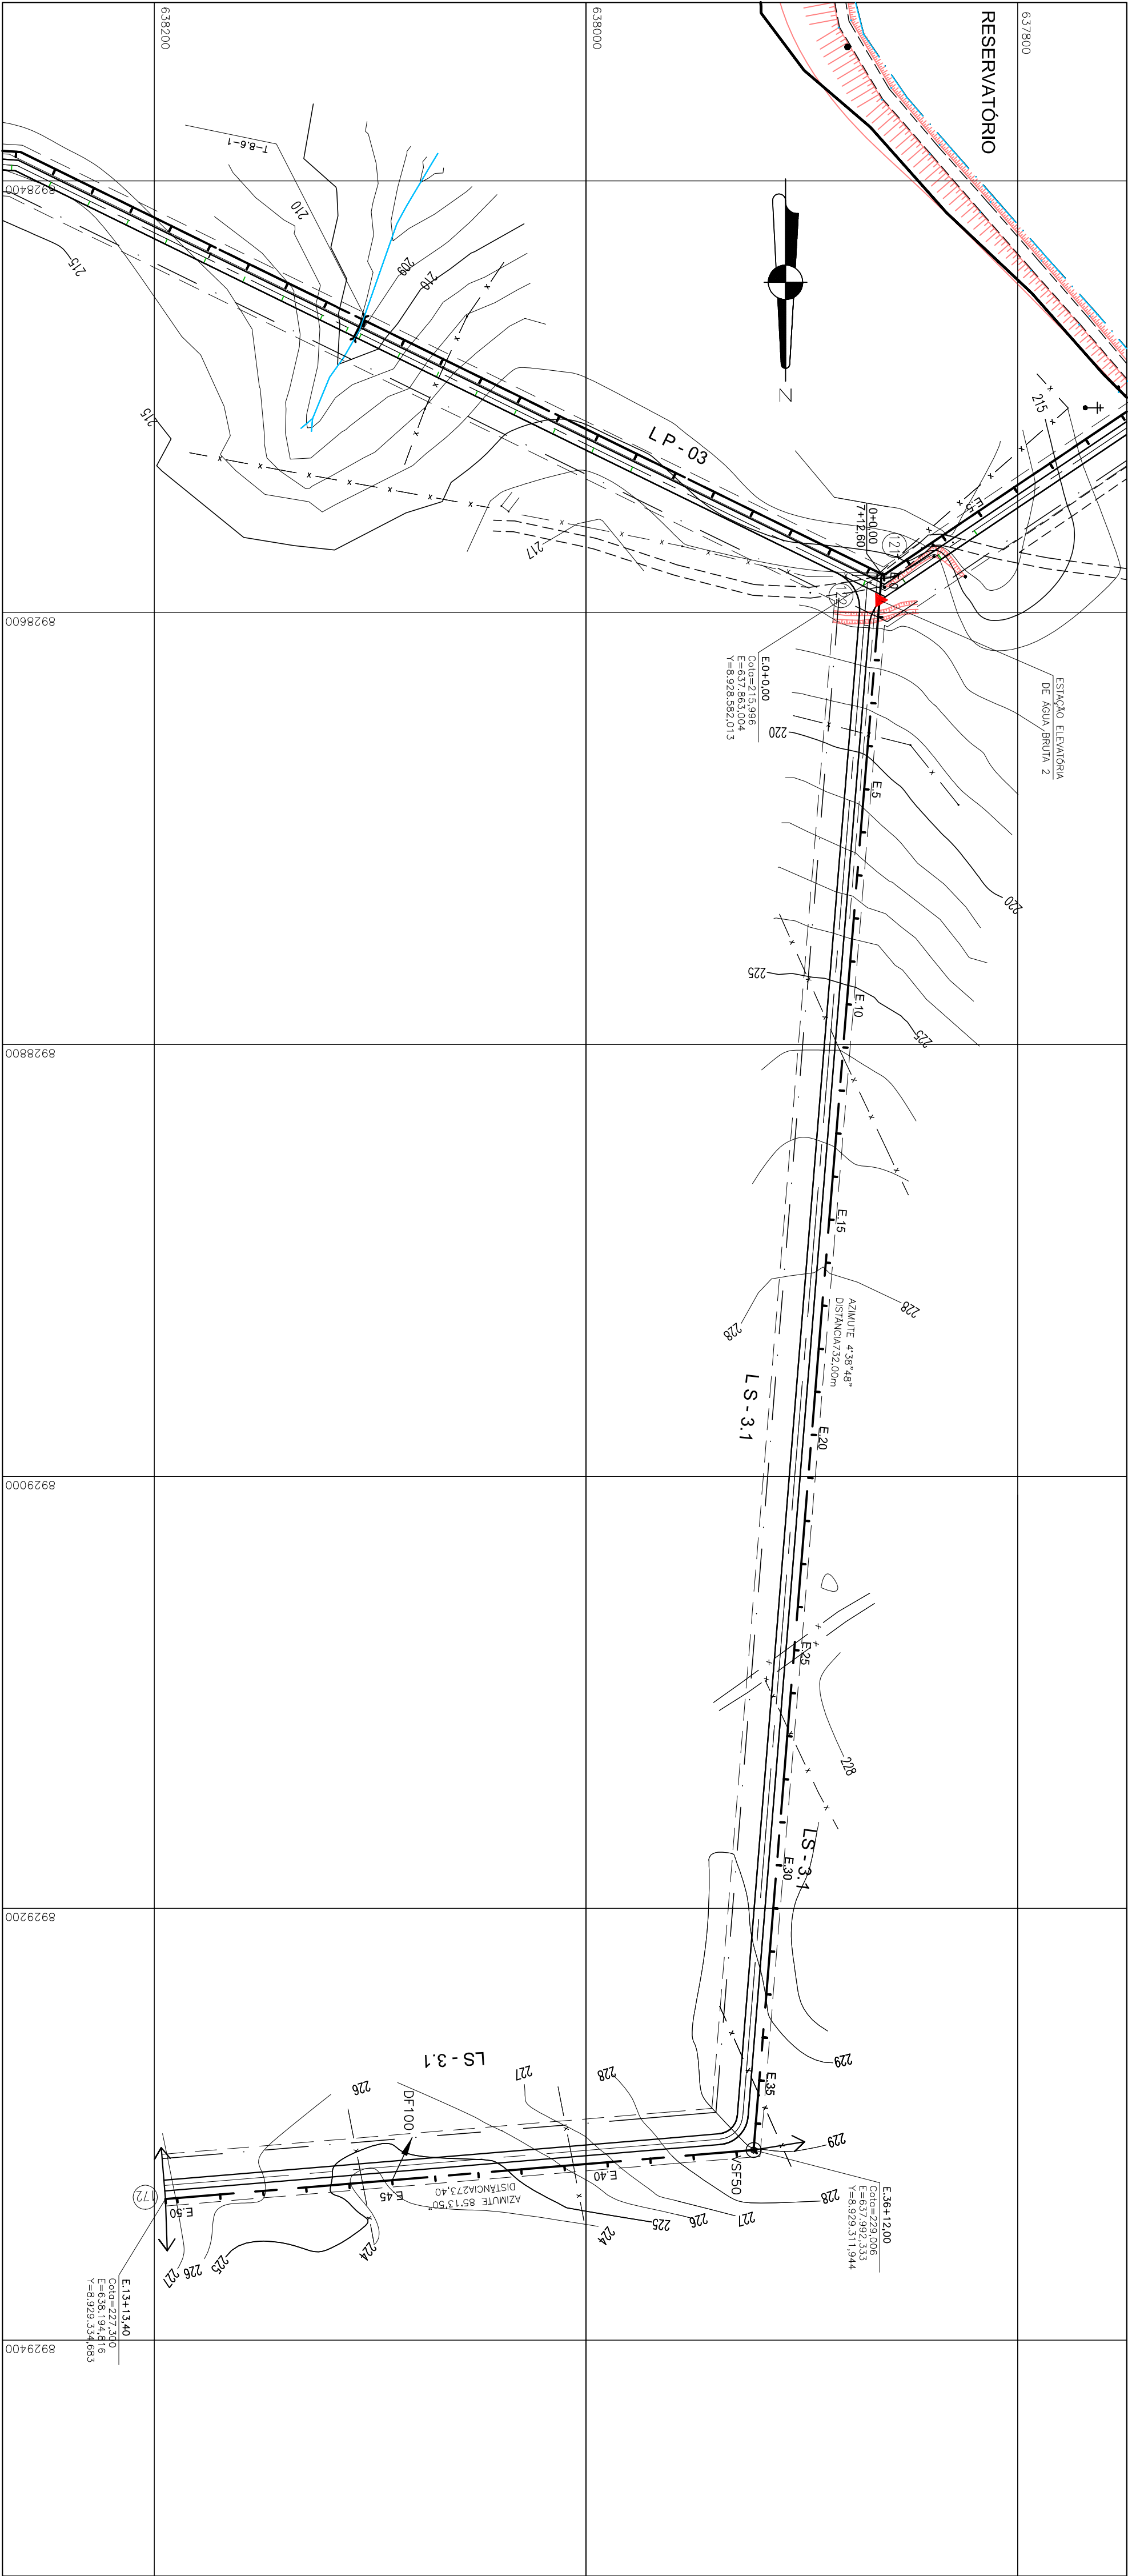 638200
638000
637800
RESERVATÓRIO
T-8.6-1
8928400
210
209
210
215
215
Z
LP-03
215
E.5
0+0,00
7+12,60
121
217
8928600
E.0+0,00
Cota=215,996
E=637.863,004
Y=8.928.582,013
ESTAÇÃO ELEVATÓRIA
DE ÁGUA BRUTA 2
220
E.5
220
225
E.10
225
8928800
E.15
228
228
AZIMUTE 4°38'48"
DISTÂNCIA732,00m
LS-3.1
E.20
8929000
E.25
228
LS-3.1
E.30
8929200
229
E.35
LS-3.1
226
DF100
227
228
229
VSF50
E.40
228
E.36+12,00
Cota=229,006
E=637.992,333
Y=8.929.311,944
AZIMUTE 85°13'50"
DISTÂNCIA273,40
E.45
172
E.50
227
226
225
224
224
225
226
227
E.13+13,40
Cota=227,300
E=638.194,816
Y=8.929.334,683
8929400